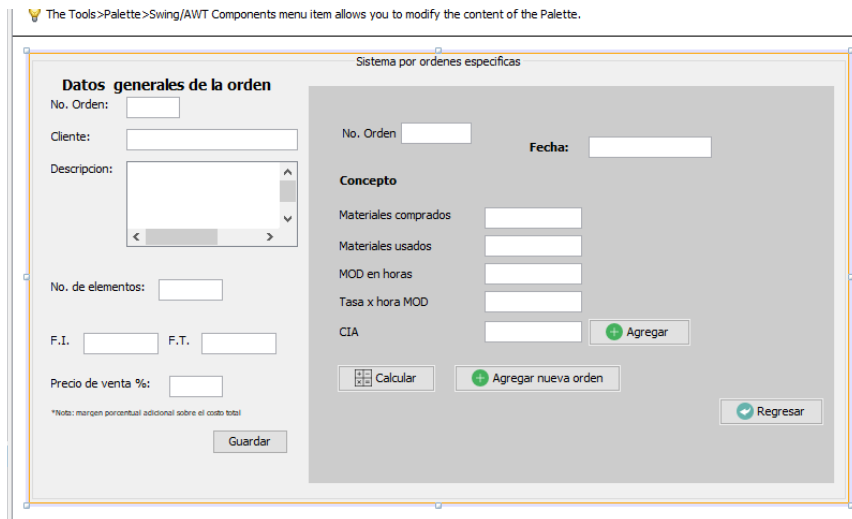 The Tools>Palette>Swing/AWT Components menu item allows you to modify the content of the Palette.
Sistema por ordenes especificas
Datos generales de la orden
No. Orden:
Cliente:
Descripcion:
No. de elementos:
F.I.
F.T.
Precio de venta %:
*Nota: margen porcentual adicional sobre el costo total
Guardar
No. Orden
Fecha:
Concepto
Materiales comprados
Materiales usados
MOD en horas
Tasa x hora MOD
CIA
Agregar
Calcular
Agregar nueva orden
Regresar